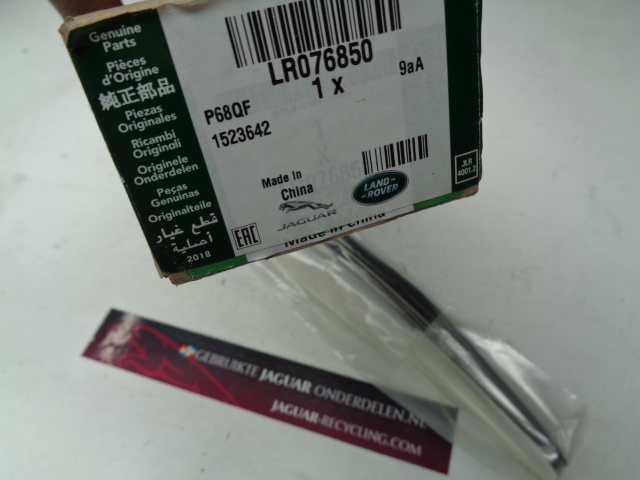 Genuine
Parts
Pièces
d'Origine
純正部品
Piezas
Originales
Ricambi
Originali
Originele
Onderdelen
Peças
Genuinas
Originalteile
قطع غيار
أصلية
2018
LR076850
1 x
9aA
P68QF
1523642
Made in
China
JAGUAR
LAND-
-ROVER
EAC
JLR
4001.2
Made in China
GEBRUIKTE JAGUAR ONDERDELEN.NL
JAGUAR-RECYCLING.COM